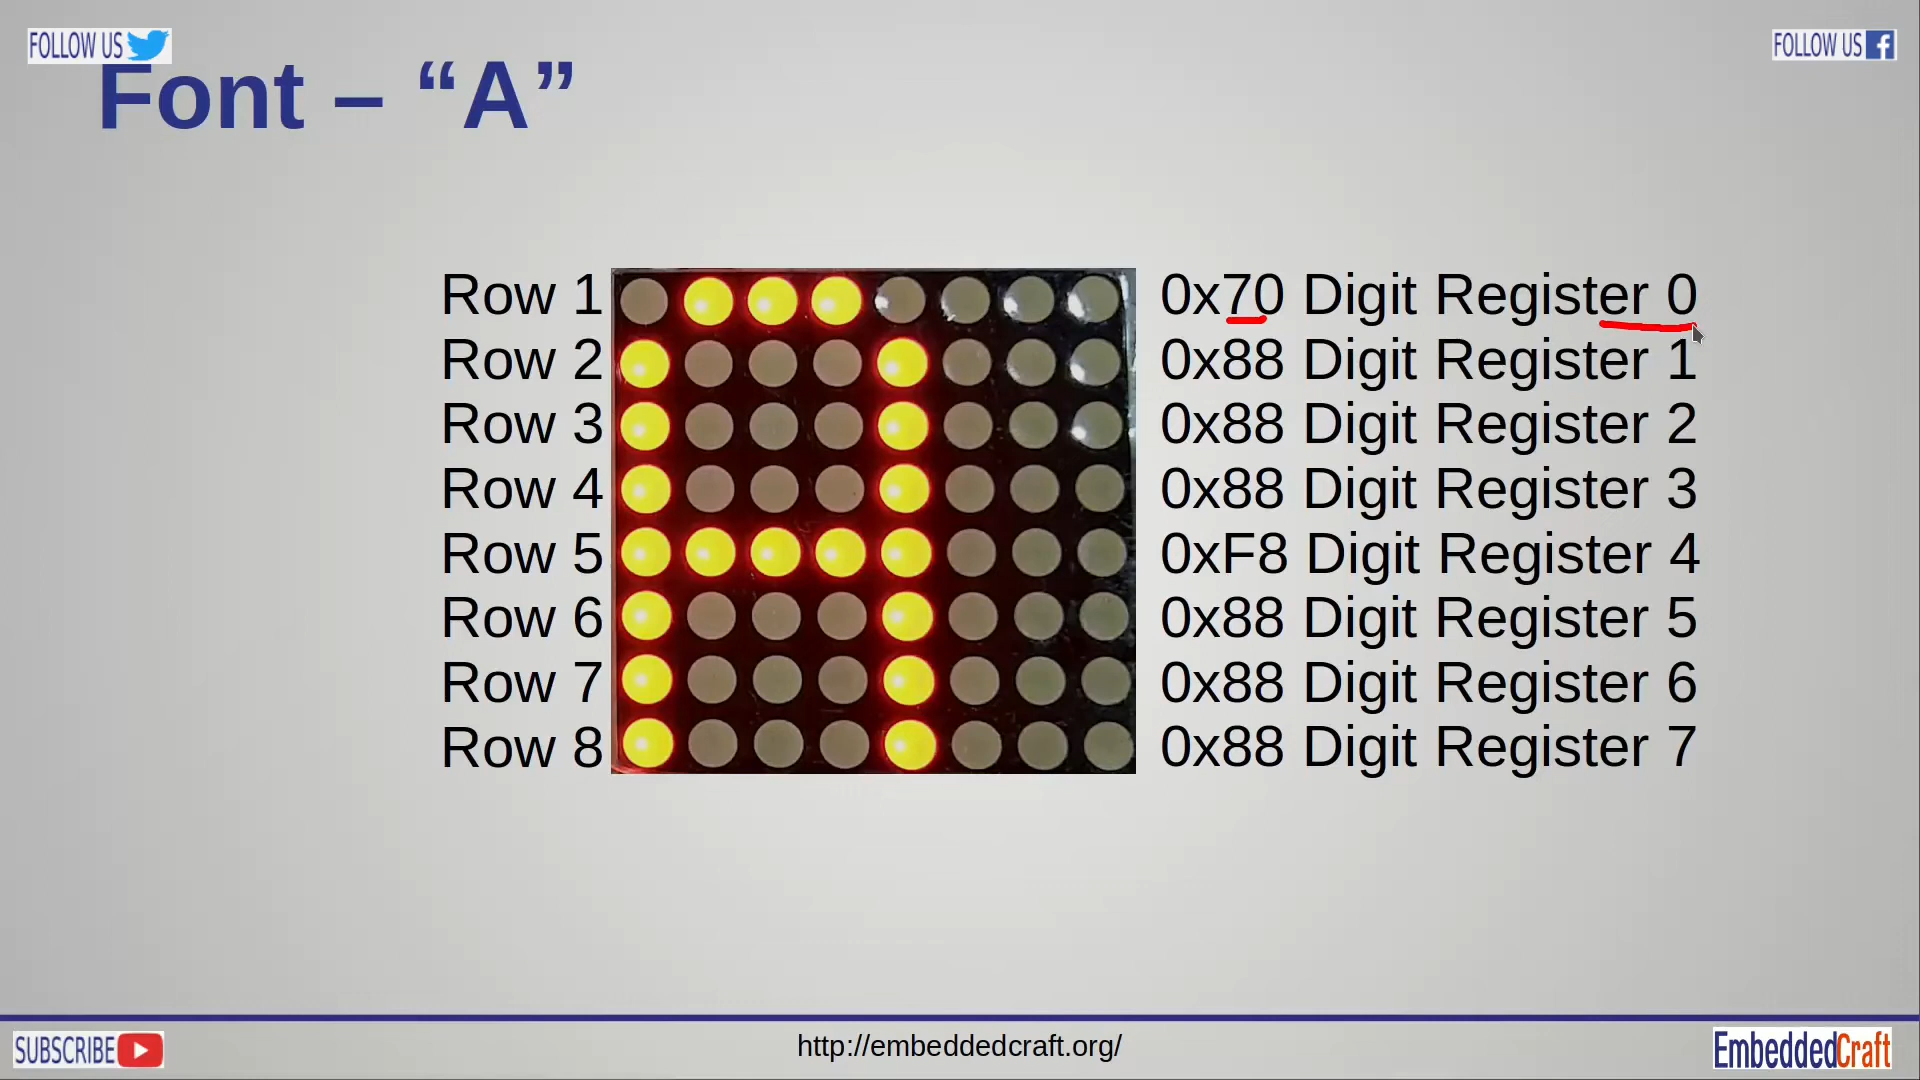 FOLLOW US
FOLLOW US
Font – “A”
Row 1 0x70 Digit Register 0
Row 2 0x88 Digit Register 1
Row 3 0x88 Digit Register 2
Row 4 0x88 Digit Register 3
Row 5 0xF8 Digit Register 4
Row 6 0x88 Digit Register 5
Row 7 0x88 Digit Register 6
Row 8 0x88 Digit Register 7
SUBSCRIBE
http://embeddedcraft.org/
EmbeddedCraft